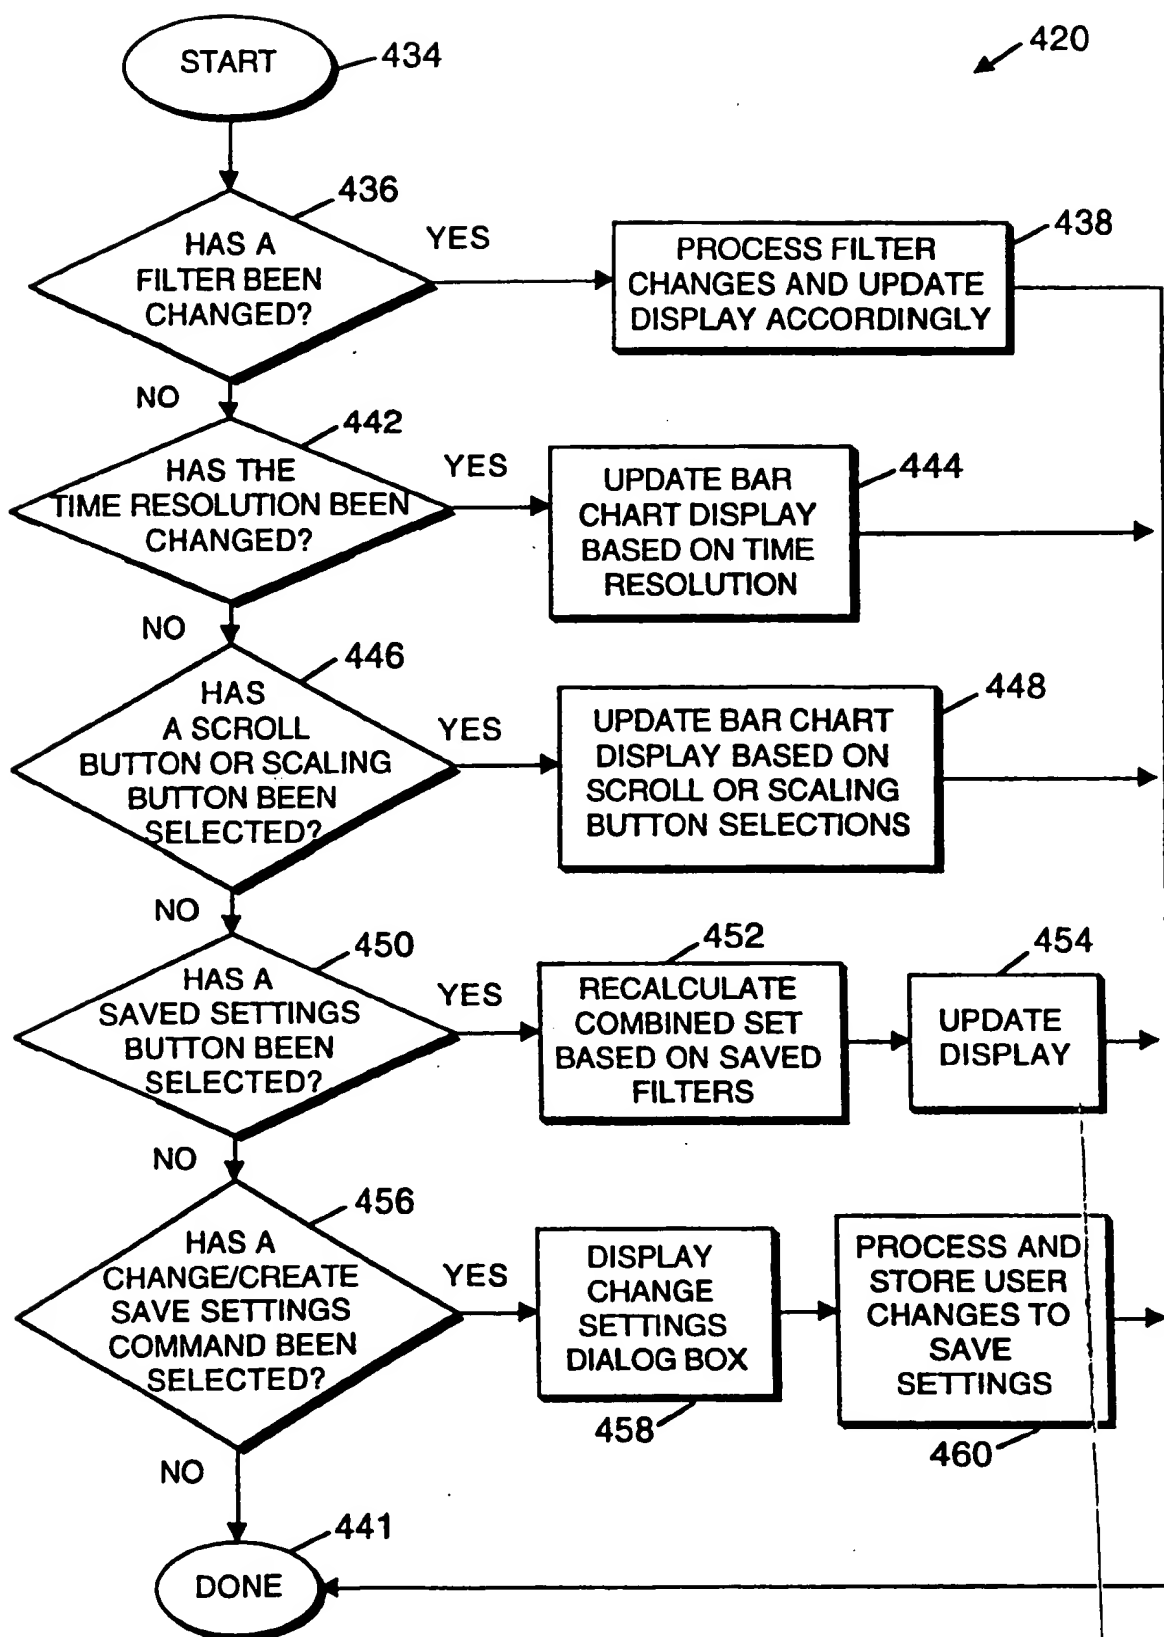 START
434
420
436
HAS A
FILTER BEEN
CHANGED?
YES
438
PROCESS FILTER
CHANGES AND UPDATE
DISPLAY ACCORDINGLY
NO
442
HAS THE
TIME RESOLUTION BEEN
CHANGED?
YES
444
UPDATE BAR
CHART DISPLAY
BASED ON TIME
RESOLUTION
NO
446
HAS
A SCROLL
BUTTON OR SCALING
BUTTON BEEN
SELECTED?
YES
448
UPDATE BAR CHART
DISPLAY BASED ON
SCROLL OR SCALING
BUTTON SELECTIONS
NO
450
HAS A
SAVED SETTINGS
BUTTON BEEN
SELECTED?
YES
452
RECALCULATE
COMBINED SET
BASED ON SAVED
FILTERS
454
UPDATE
DISPLAY
NO
456
HAS A
CHANGE/CREATE
SAVE SETTINGS
COMMAND BEEN
SELECTED?
YES
DISPLAY
CHANGE
SETTINGS
DIALOG BOX
458
PROCESS AND
STORE USER
CHANGES TO
SAVE
SETTINGS
460
NO
441
DONE